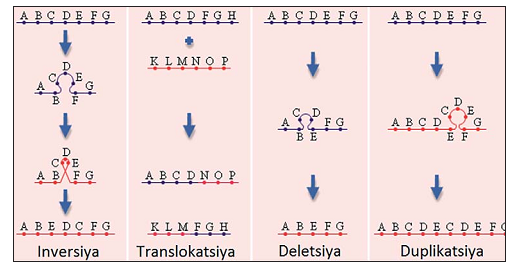 A B C D E F G
D
C E
A G
B F
D
C E
A B F G
A B E D C F G
Inversiya
A B C D F G H
+
K L M N O P
A B C D N O P
K L M F G H
Translokatsiya
A B C D E F G
C D
A F G
B E
A B E F G
Deletsiya
A B C D E F G
D
C E
A B C D G
E F
A B C D E C D E F G
Duplikatsiya